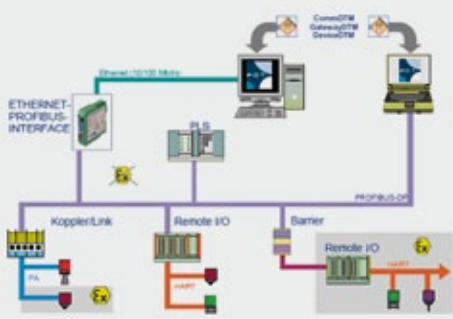 CommDTM
GatewayDTM
DeviceDTM
Ethernet (10/100 Mbit/s
ETHERNET-
PROFIBUS-
INTERFACE
PLS
Ex
PROFIBUS-DP
Koppler/Link
Remote I/O
Barrier
Remote I/O
Ex
PA
HART
HART
Ex